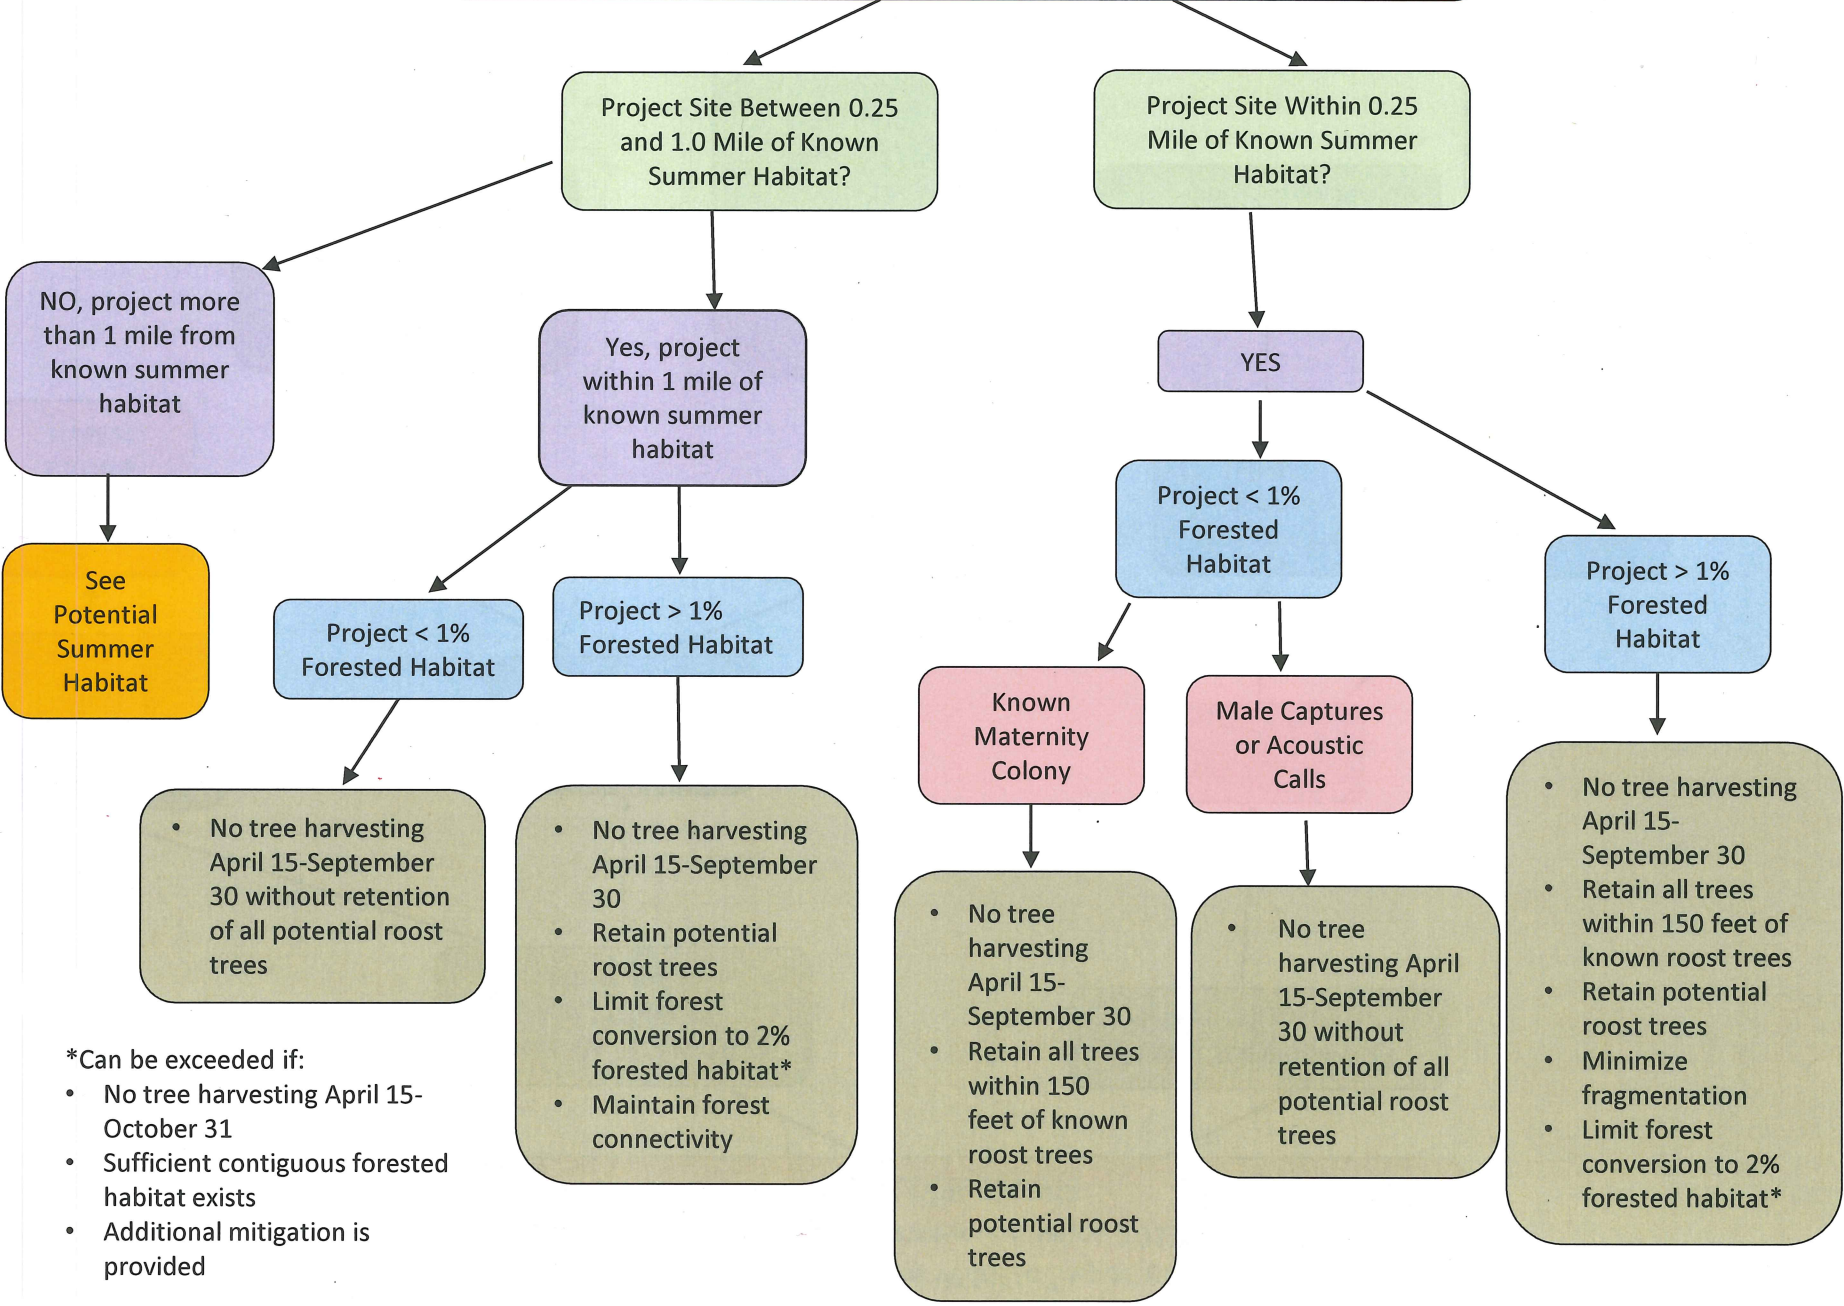 Project Site Between 0.25
and 1.0 Mile of Known
Summer Habitat?
Project Site Within 0.25
Mile of Known Summer
Habitat?
NO, project more
than 1 mile from
known summer
habitat
Yes, project
within 1 mile of
known summer
habitat
YES
See
Potential
Summer
Habitat
Project < 1%
Forested Habitat
Project > 1%
Forested Habitat
Project < 1%
Forested
Habitat
Project > 1%
Forested
Habitat
Known
Maternity
Colony
Male Captures
or Acoustic
Calls
• No tree harvesting
April 15-September
30 without retention
of all potential roost
trees
• No tree harvesting
April 15-September
30
• Retain potential
roost trees
• Limit forest
conversion to 2%
forested habitat*
• Maintain forest
connectivity
• No tree
harvesting
April 15-
September 30
• Retain all trees
within 150
feet of known
roost trees
• Retain
potential roost
trees
• No tree
harvesting April
15-September
30 without
retention of all
potential roost
trees
• No tree harvesting
April 15-
September 30
• Retain all trees
within 150 feet of
known roost trees
• Retain potential
roost trees
• Minimize
fragmentation
• Limit forest
conversion to 2%
forested habitat*
*Can be exceeded if:
• No tree harvesting April 15-
October 31
• Sufficient contiguous forested
habitat exists
• Additional mitigation is
provided